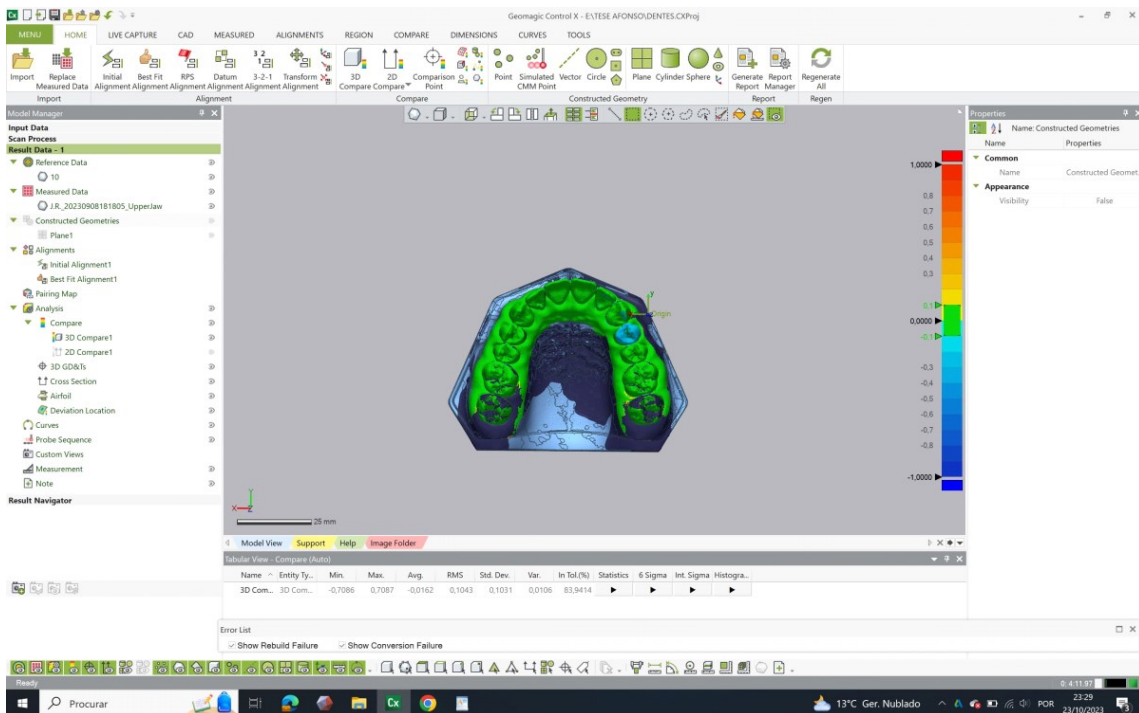 Geomagic Control X - E:\TESE AFONSO\DENTES.CXProj
MENU HOME LIVE CAPTURE CAD MEASURED ALIGNMENTS REGION COMPARE DIMENSIONS CURVES TOOLS
Import Replace Measured Data Initial Alignment Best Fit Alignment RPS Alignment Datum Alignment 3-2-1 Alignment Transform Alignment 3D Compare 2D Compare Comparison Point Point Simulated CMM Point Vector Circle Plane Cylinder Sphere Generate Report Report Manager Regenerate All
Import Alignment Compare Constructed Geometry Report Regen
Model Manager
Input Data
Scan Process
Result Data - 1
Reference Data
10
Measured Data
J.R._20230908181805_UpperJaw
Constructed Geometries
Plane1
Alignments
Initial Alignment1
Best Fit Alignment1
Pairing Map
Analysis
Compare
3D Compare1
2D Compare1
3D GD&Ts
Cross Section
Airfoil
Deviation Location
Curves
Probe Sequence
Custom Views
Measurement
Note
Result Navigator
Y
Origin
X
Y
Z
25 mm
1,0000
0,8
0,7
0,6
0,5
0,4
0,3
0,1
0,0000
-0,1
-0,3
-0,4
-0,5
-0,6
-0,7
-0,8
-1,0000
Properties
Name: Constructed Geometries
Name Properties
Common
Name Constructed Geomet
Appearance
Visibility False
Model View Support Help Image Folder
Tabular View - Compare (Auto)
Name Entity Ty... Min. Max. Avg. RMS Std. Dev. Var. In Tol.(%) Statistics 6 Sigma Int. Sigma Histogra...
3D Com... 3D Com... -0,7086 0,7087 -0,0162 0,1043 0,1031 0,0106 83,9414
Error List
Show Rebuild Failure Show Conversion Failure
Ready
0: 4:11.97
Procurar
Cx
13°C Ger. Nublado
POR
23:29
23/10/2023